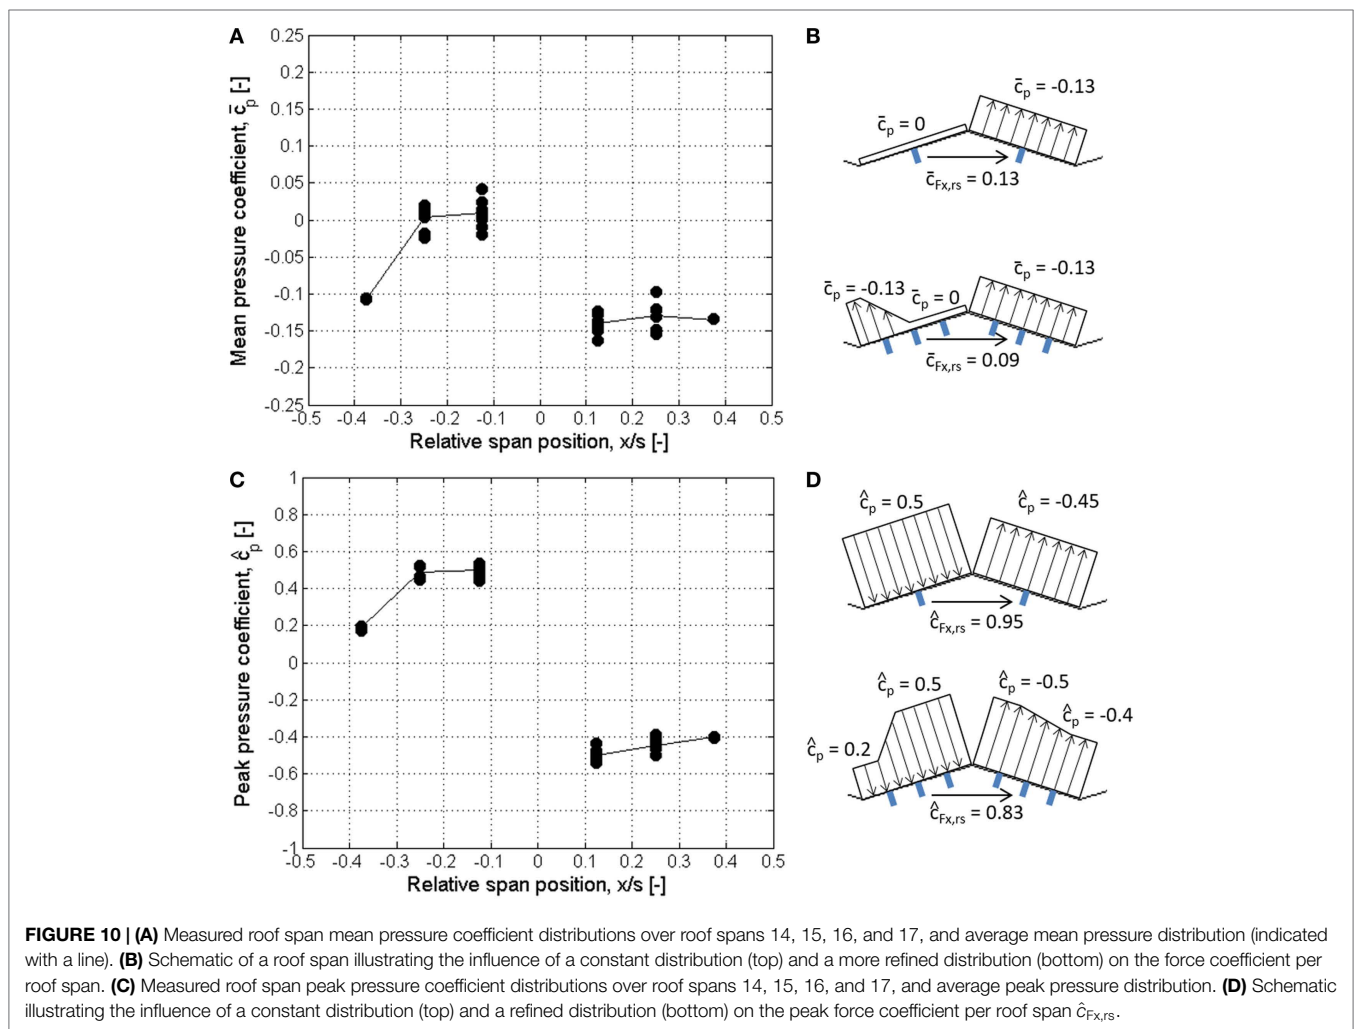 A
Mean pressure coefficient, c̄p [-]
0.25
0.2
0.15
0.1
0.05
0
-0.05
-0.1
-0.15
-0.2
-0.25
-0.5 -0.4 -0.3 -0.2 -0.1 0 0.1 0.2 0.3 0.4 0.5
Relative span position, x/s [-]
B
c̄p = 0
c̄p = -0.13
c̄Fx,rs = 0.13
c̄p = -0.13
c̄p = 0
c̄p = -0.13
c̄Fx,rs = 0.09
C
Peak pressure coefficient, ĉp [-]
1
0.8
0.6
0.4
0.2
0
-0.2
-0.4
-0.6
-0.8
-1
-0.5 -0.4 -0.3 -0.2 -0.1 0 0.1 0.2 0.3 0.4 0.5
Relative span position, x/s [-]
D
ĉp = 0.5
ĉp = -0.45
ĉFx,rs = 0.95
ĉp = 0.2
ĉp = 0.5
ĉp = -0.5
ĉp = -0.4
ĉFx,rs = 0.83
FIGURE 10 | (A) Measured roof span mean pressure coefficient distributions over roof spans 14, 15, 16, and 17, and average mean pressure distribution (indicated
with a line). (B) Schematic of a roof span illustrating the influence of a constant distribution (top) and a more refined distribution (bottom) on the force coefficient per
roof span. (C) Measured roof span peak pressure coefficient distributions over roof spans 14, 15, 16, and 17, and average peak pressure distribution. (D) Schematic
illustrating the influence of a constant distribution (top) and a refined distribution (bottom) on the peak force coefficient per roof span ĉFx,rs.